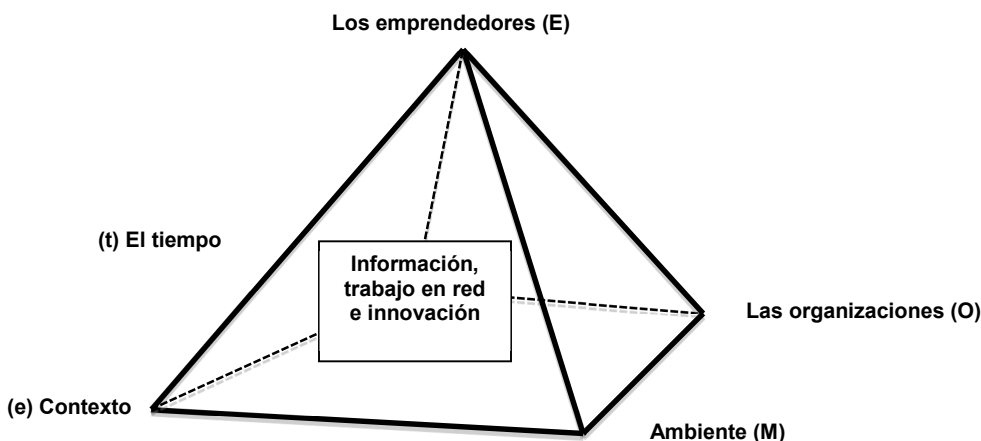 Los emprendedores (E)
(t) El tiempo
Información,
trabajo en red
e innovación
Las organizaciones (O)
(e) Contexto
Ambiente (M)